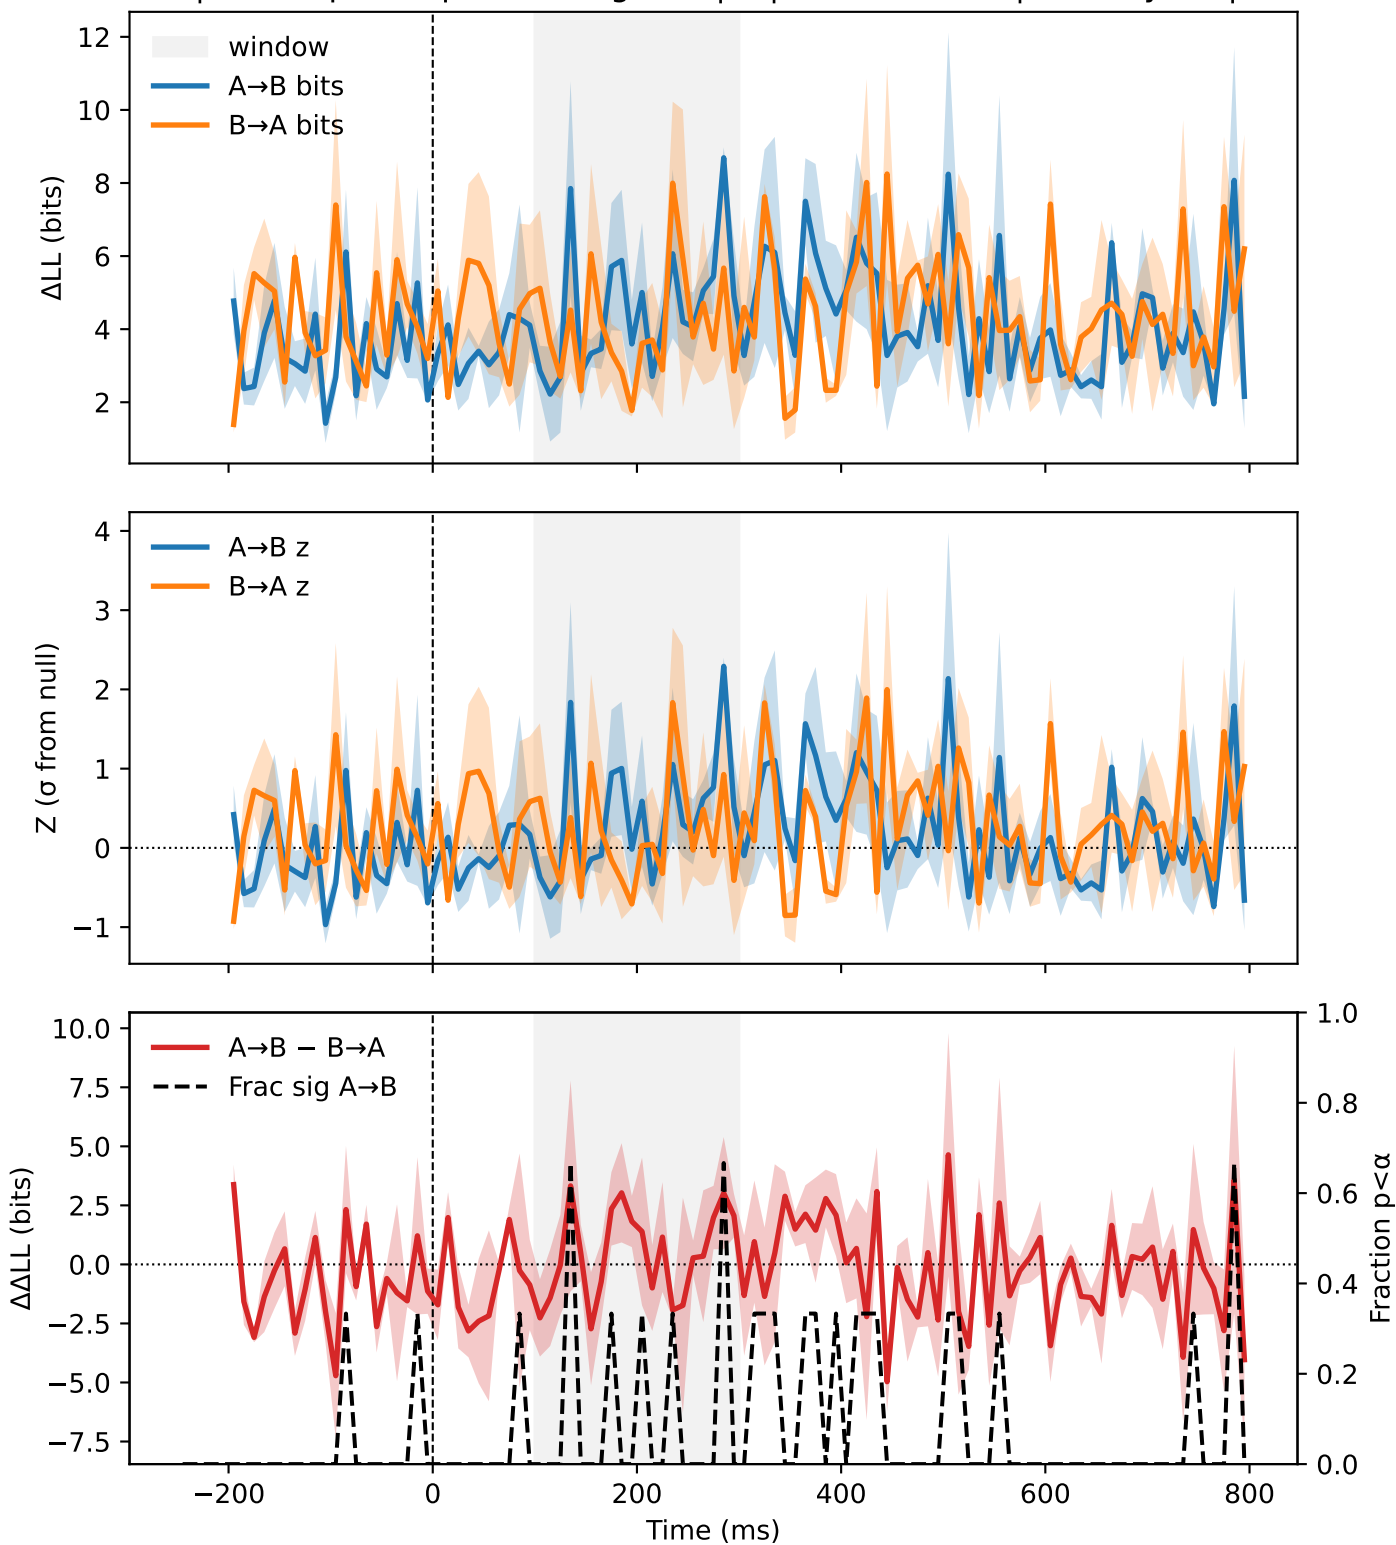 window
A→B bits
B→A bits
ΔLL (bits)
12
10
8
6
4
2
A→B z
B→A z
Z (σ from null)
4
3
2
1
0
−1
A→B − B→A
Frac sig A→B
ΔΔLL (bits)
10.0
7.5
5.0
2.5
0.0
−2.5
−5.0
−7.5
1.0
0.8
0.6
0.4
0.2
0.0
Fraction p<α
−200
0
200
400
600
800
Time (ms)